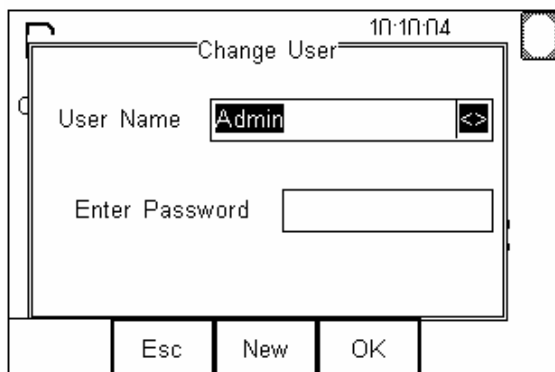 10:10:04
Change User
User Name Admin <>
Enter Password
Esc New OK